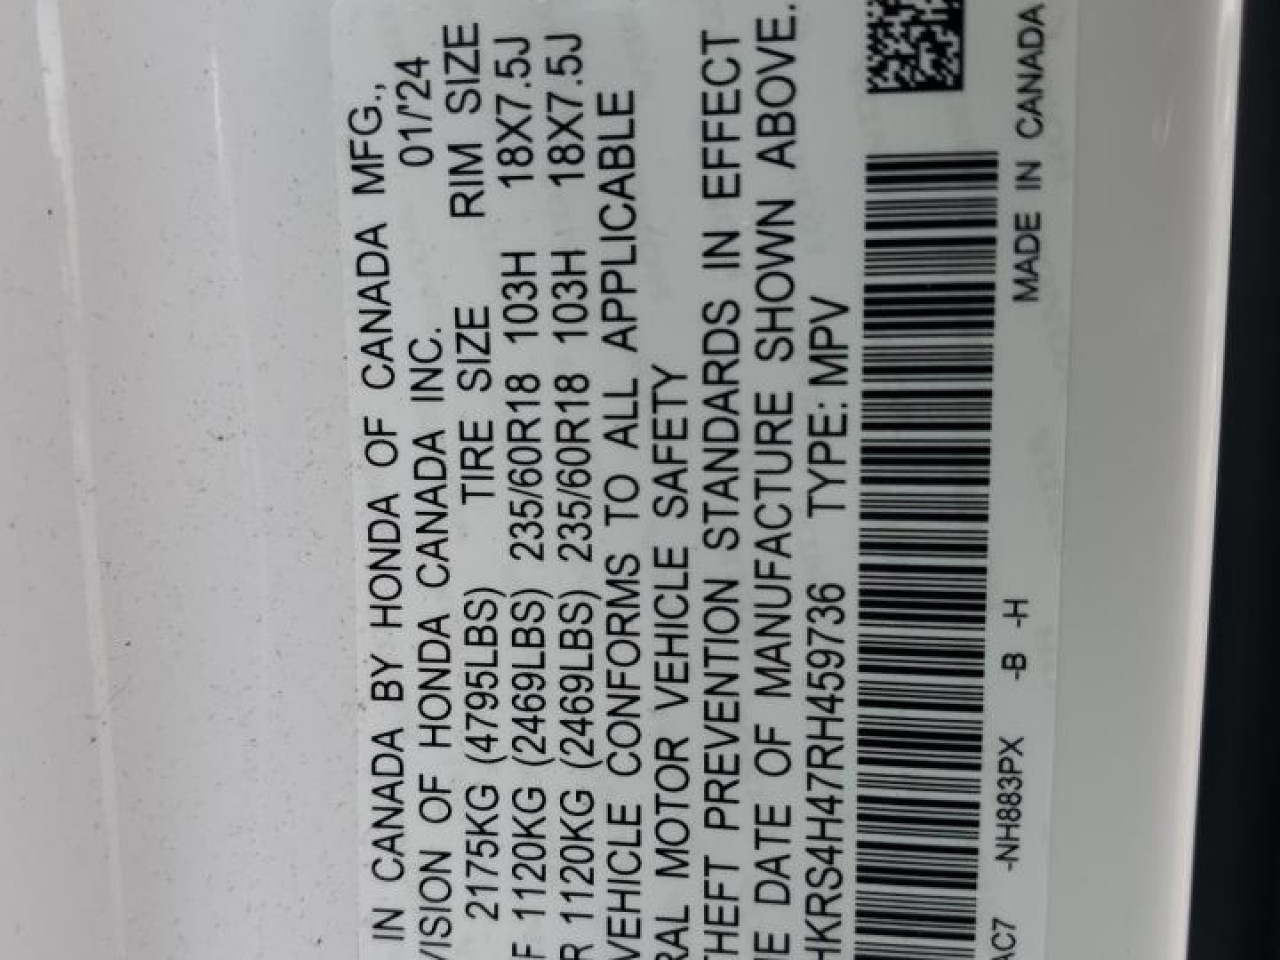 IN CANADA BY HONDA OF CANADA MFG.,
VISION OF HONDA CANADA INC. 01/'24
TIRE SIZE RIM SIZE
2175KG (4795LBS)
F 1120KG (2469LBS) 235/60R18 103H 18X7.5J
R 1120KG (2469LBS) 235/60R18 103H 18X7.5J
VEHICLE CONFORMS TO ALL APPLICABLE
RAL MOTOR VEHICLE SAFETY
THEFT PREVENTION STANDARDS IN EFFECT
HE DATE OF MANUFACTURE SHOWN ABOVE.
HKRS4H47RH459736 TYPE: MPV
AC7 -NH883PX -B -H MADE IN CANADA